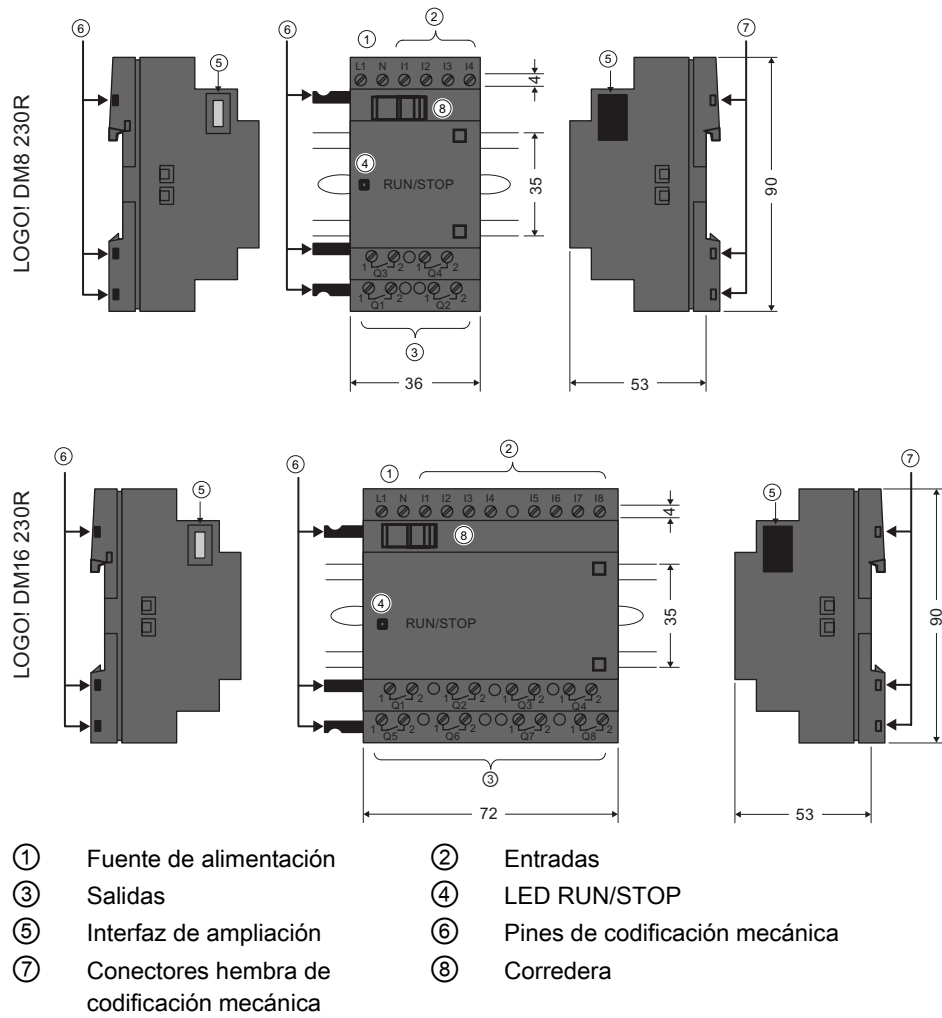 LOGO! DM8 230R
⑥ ⑤ ⑥ ① ② ⑤ ⑦
L1 N I1 I2 I3 I4
4
⑧
④ RUN/STOP
35
90
1 2 1 2
Q3 Q4
1 2 1 2
Q1 Q2
③
36
53
LOGO! DM16 230R
⑥ ⑤ ⑥ ① ② ⑤ ⑦
L1 N I1 I2 I3 I4 I5 I6 I7 I8
4
⑧
④ RUN/STOP
35
90
1 2 1 2 1 2 1 2
Q1 Q2 Q3 Q4
1 2 1 2 1 2 1 2
Q5 Q6 Q7 Q8
③
72
53
① Fuente de alimentación ② Entradas
③ Salidas ④ LED RUN/STOP
⑤ Interfaz de ampliación ⑥ Pines de codificación mecánica
⑦ Conectores hembra de ⑧ Corredera
codificación mecánica